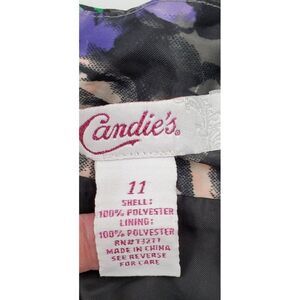 Candie's®
11
SHELL:
100% POLYESTER
LINING:
100% POLYESTER
RN#73277
MADE IN CHINA
SEE REVERSE
FOR CARE